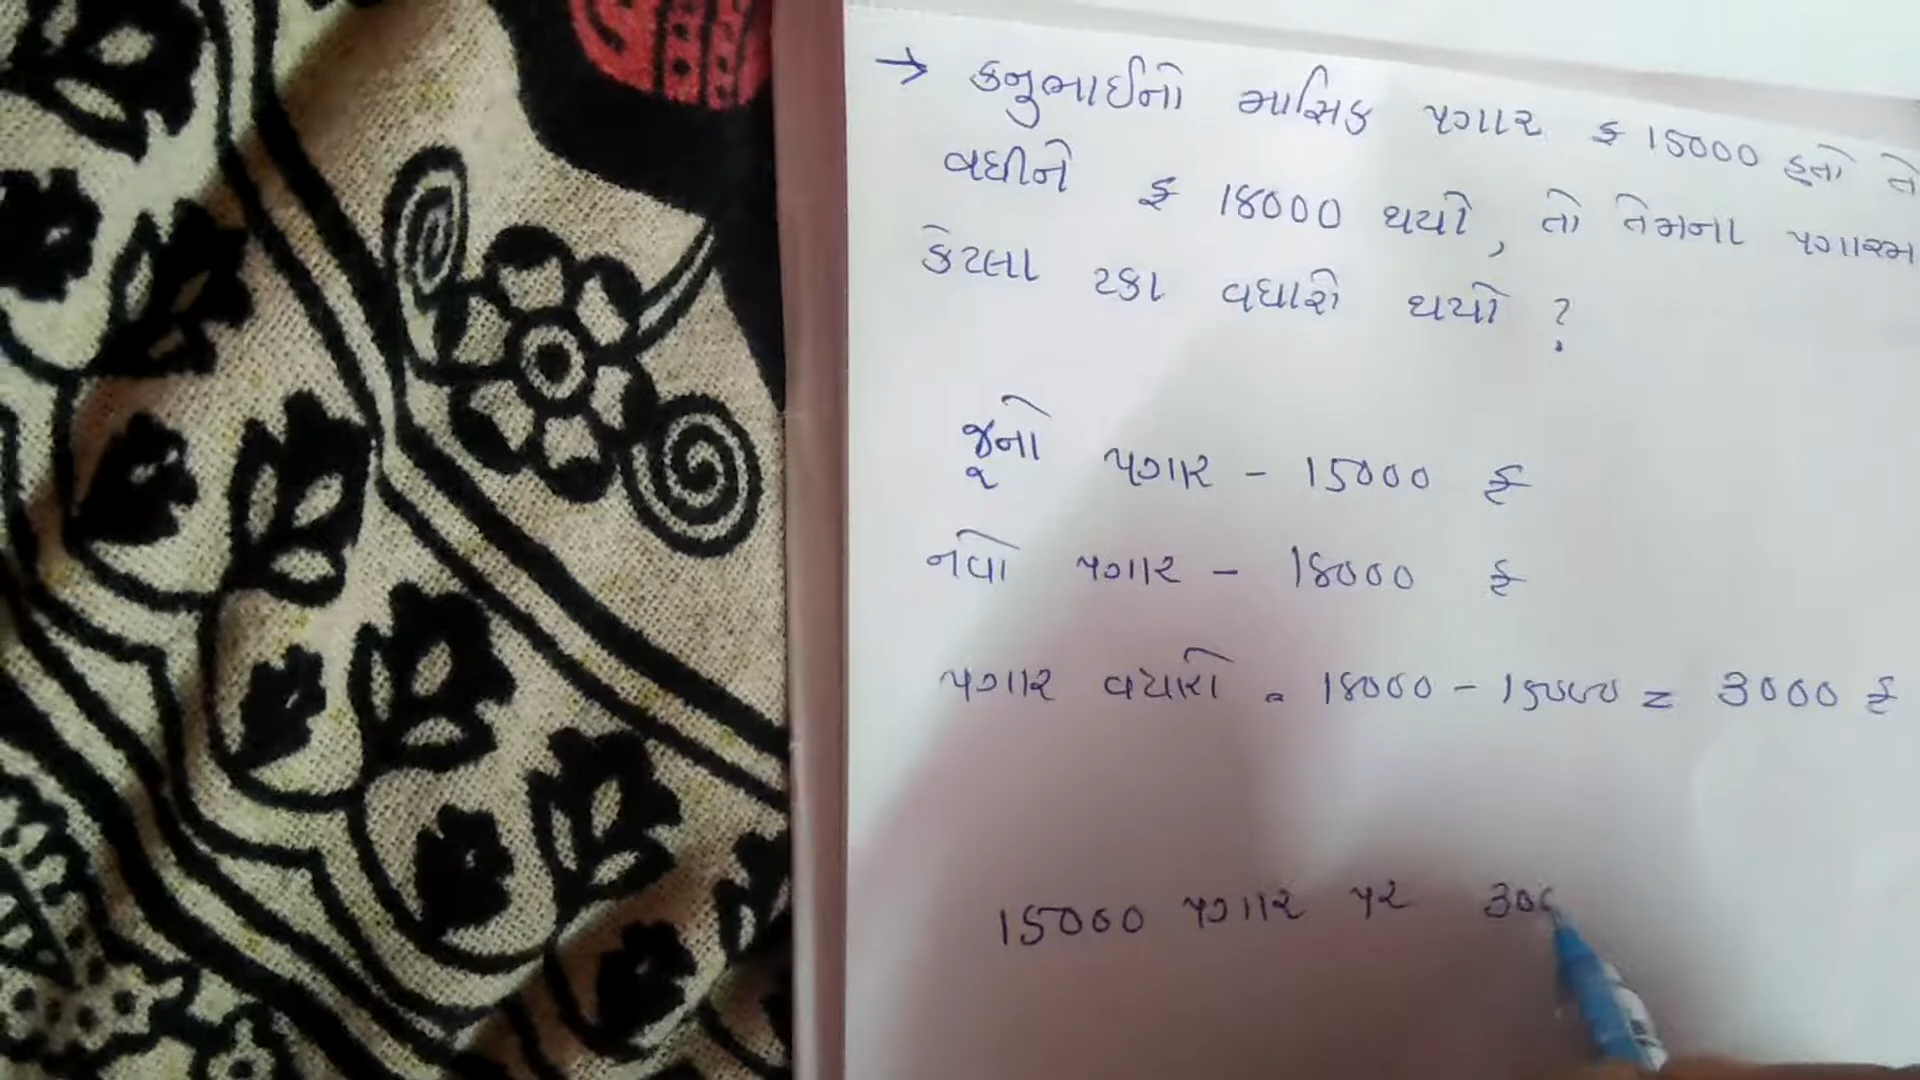 → કનુભાઈનો માસિક પગાર રૂ 15000 હતો તે
વધીને રૂ 18000 થયો, તો તેમના પગારમ
કેટલા ટકા વધારો થયો ?
જૂનો પગાર - 15000 રૂ
નવો પગાર - 18000 રૂ
પગાર વધારો = 18000 - 15000 = 3000 રૂ
15000 પગાર પર 300